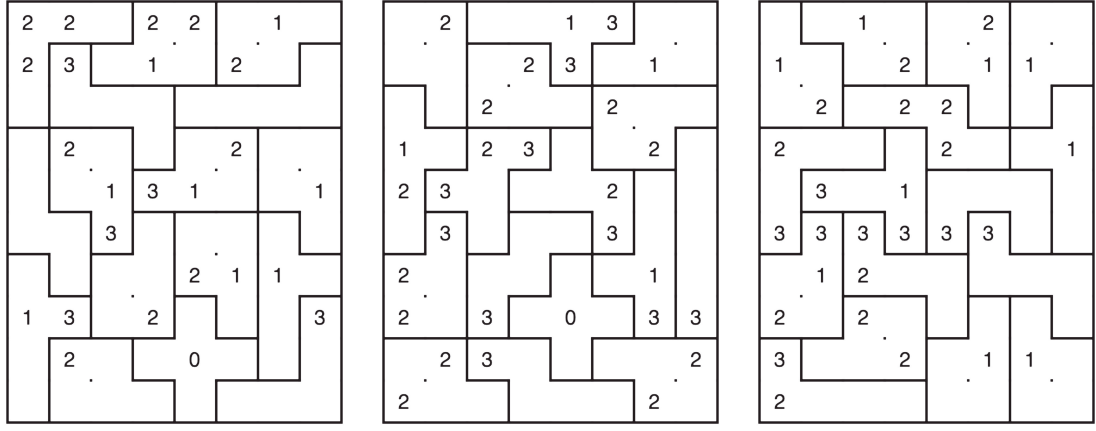 2 2 2 2 1
2 3 1 2
2 2
1 3 1 1
3
2 1 1
1 3 2 3
2 0
2 1 3
2 3 1
2 2
1 2 3 2
2 3 2
3 3
2 1
2 3 0 3 3
2 3 2
2 2
1 2
1 2 1 1
2 2 2
2 2 1
3 1
3 3 3 3 3 3
1 2
2 2
3 2 1 1
2